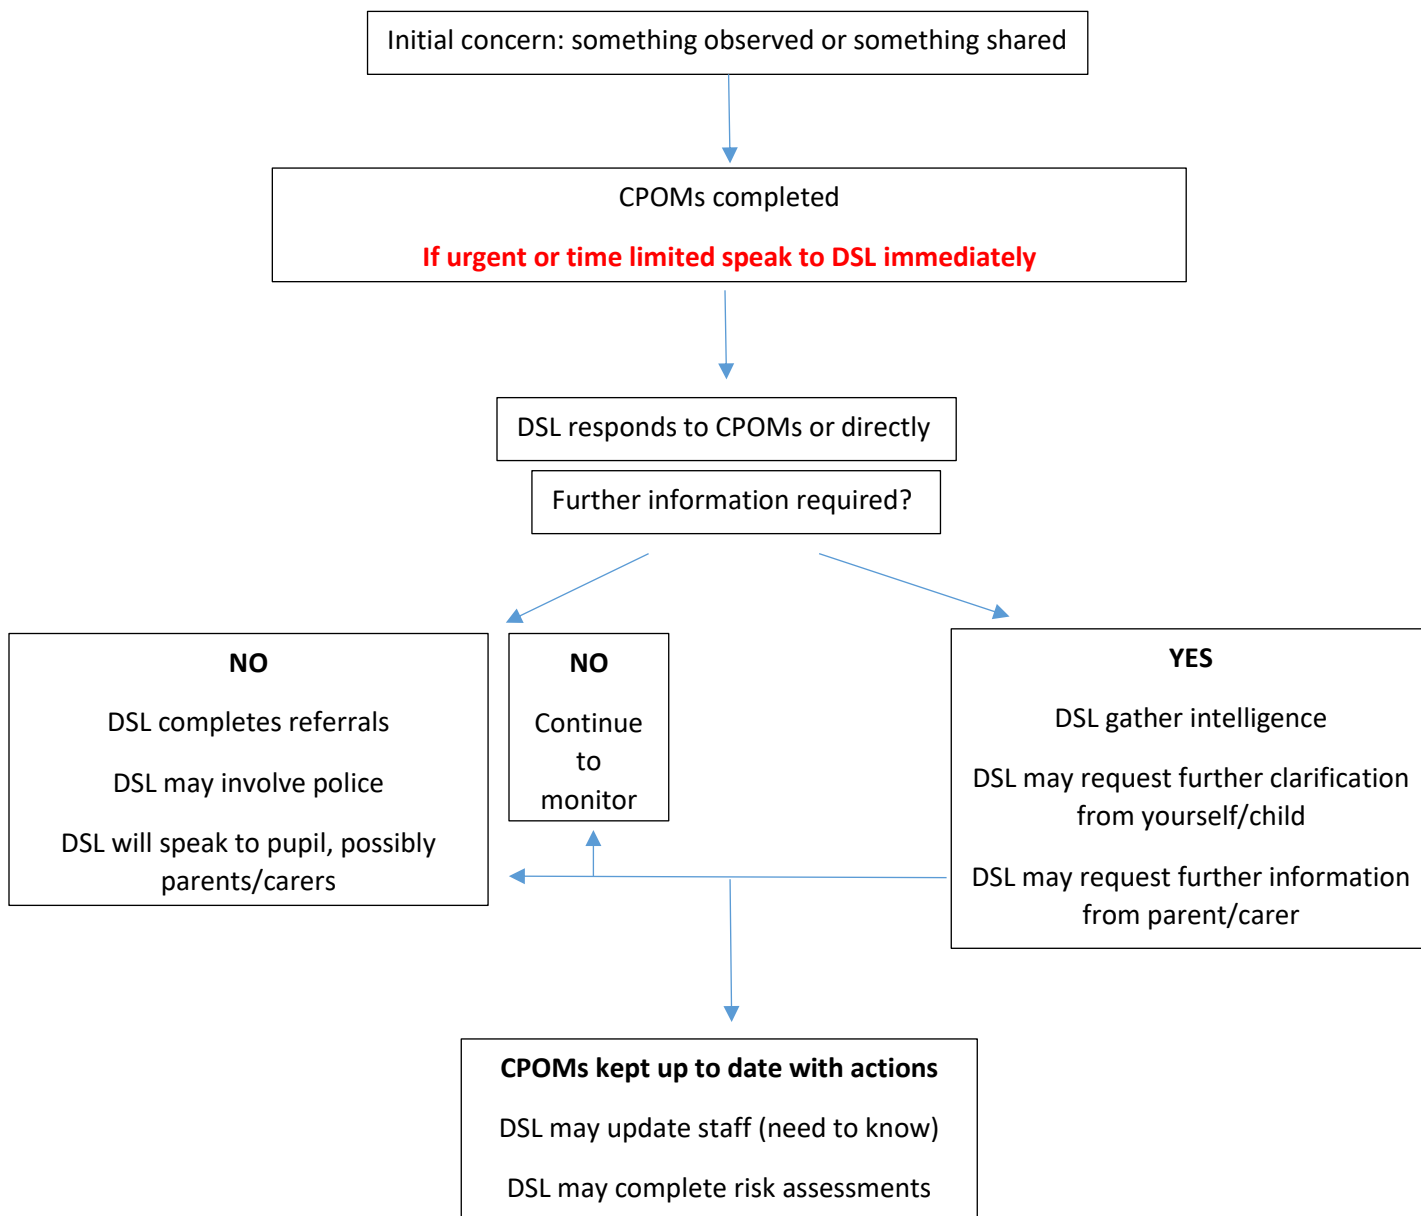 Initial concern: something observed or something shared
CPOMs completed
If urgent or time limited speak to DSL immediately
DSL responds to CPOMs or directly
Further information required?
NO
DSL completes referrals
DSL may involve police
DSL will speak to pupil, possibly
parents/carers
NO
Continue
to
monitor
YES
DSL gather intelligence
DSL may request further clarification
from yourself/child
DSL may request further information
from parent/carer
CPOMs kept up to date with actions
DSL may update staff (need to know)
DSL may complete risk assessments